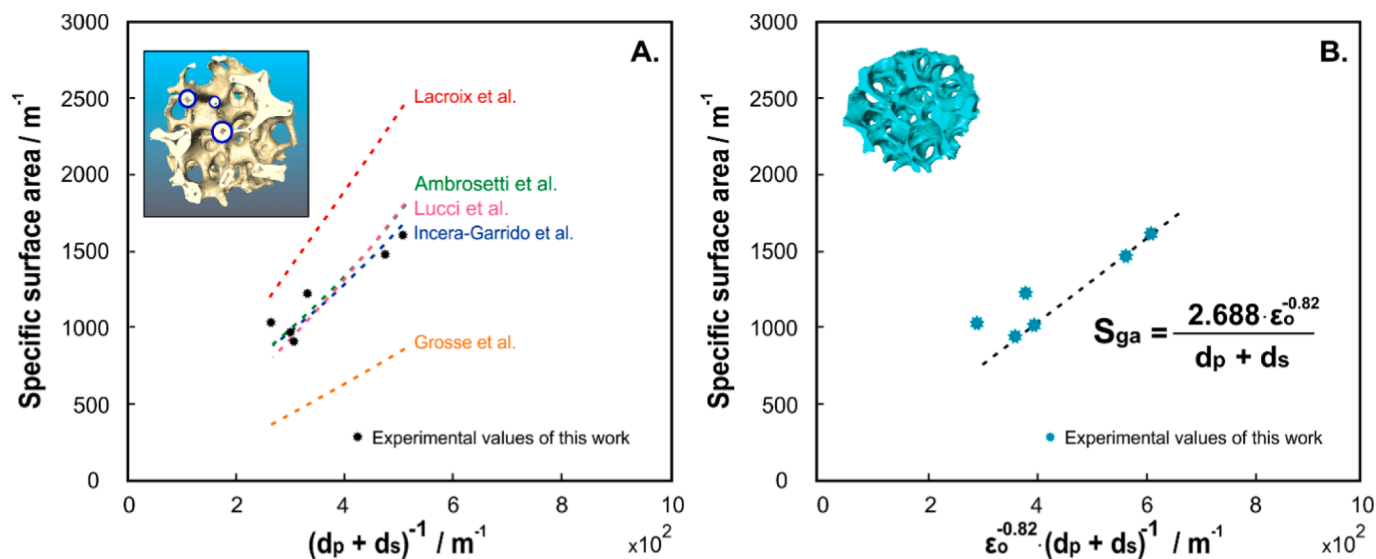 3000
2500
2000
1500
1000
500
0
Specific surface area / m-1
A.
Lacroix et al.
Ambrosetti et al.
Lucci et al.
Incera-Garrido et al.
Grosse et al.
Experimental values of this work
0 2 4 6 8 10
(dp + ds)-1 / m-1 x10²
3000
2500
2000
1500
1000
500
0
Specific surface area / m-1
B.
Sga = 2.688·εo-0.82
dp + ds
Experimental values of this work
0 2 4 6 8 10
εo-0.82·(dp + ds)-1 / m-1 x10²